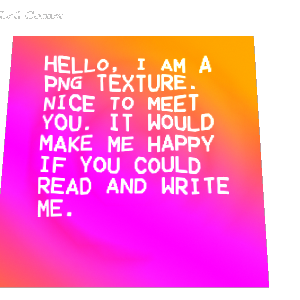 HELLO, I AM A
PNG TEXTURE.
NICE TO MEET
YOU. IT WOULD
MAKE ME HAPPY
IF YOU COULD
READ AND WRITE
ME.